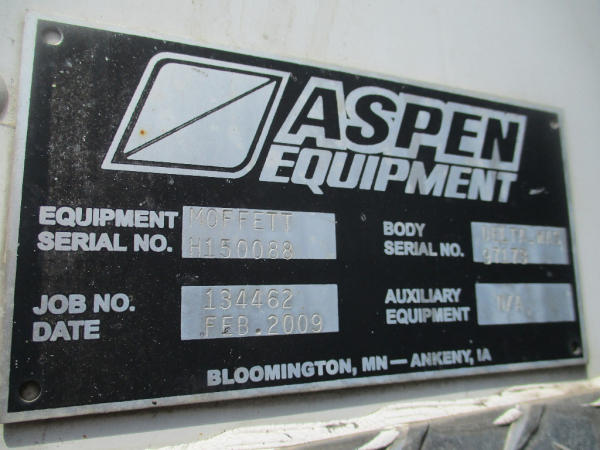 ASPEN
EQUIPMENT
EQUIPMENT MOFFETT
SERIAL NO. H150088
BODY
SERIAL NO.
JOB NO. 134462
DATE FEB.2009
AUXILIARY
EQUIPMENT N/A
BLOOMINGTON, MN — ANKENY, IA